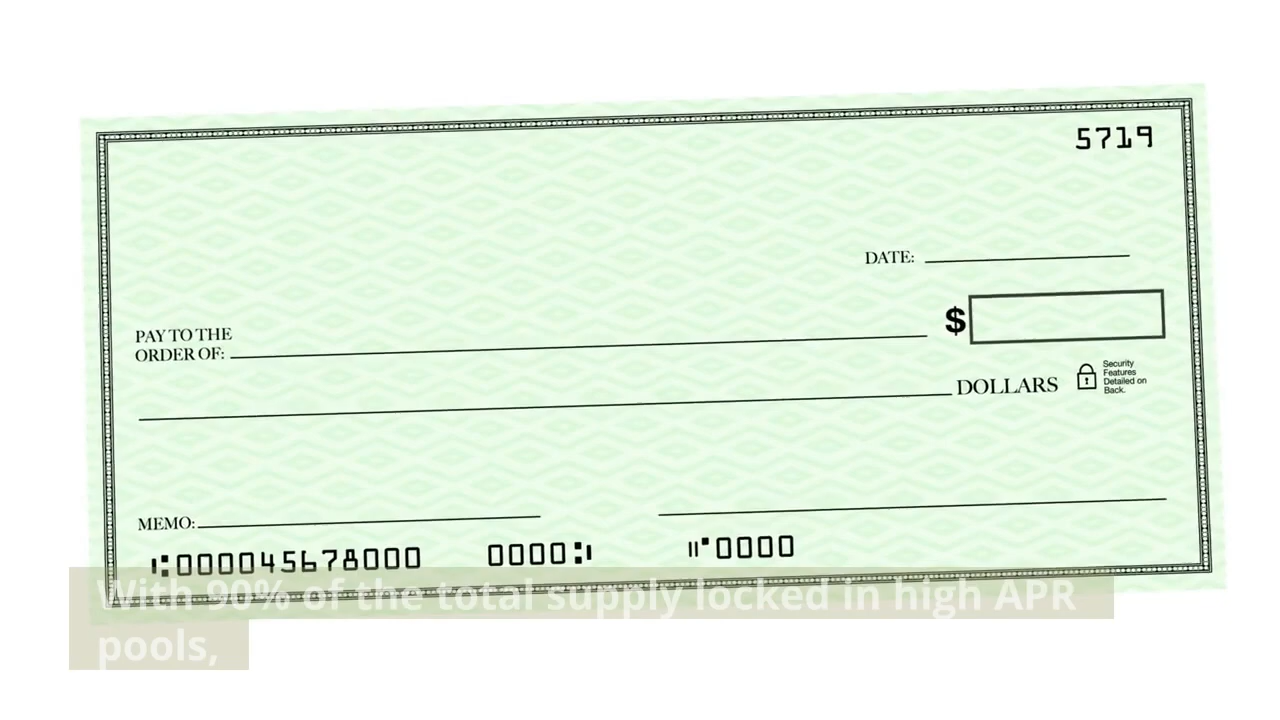 5719
DATE:
PAY TO THE
ORDER OF:
$
DOLLARS
Security
Features
Detailed on
Back.
MEMO:
⑆000045678000 0000⑆ ⑈0000
With 90% of the total supply locked in high APR
pools,